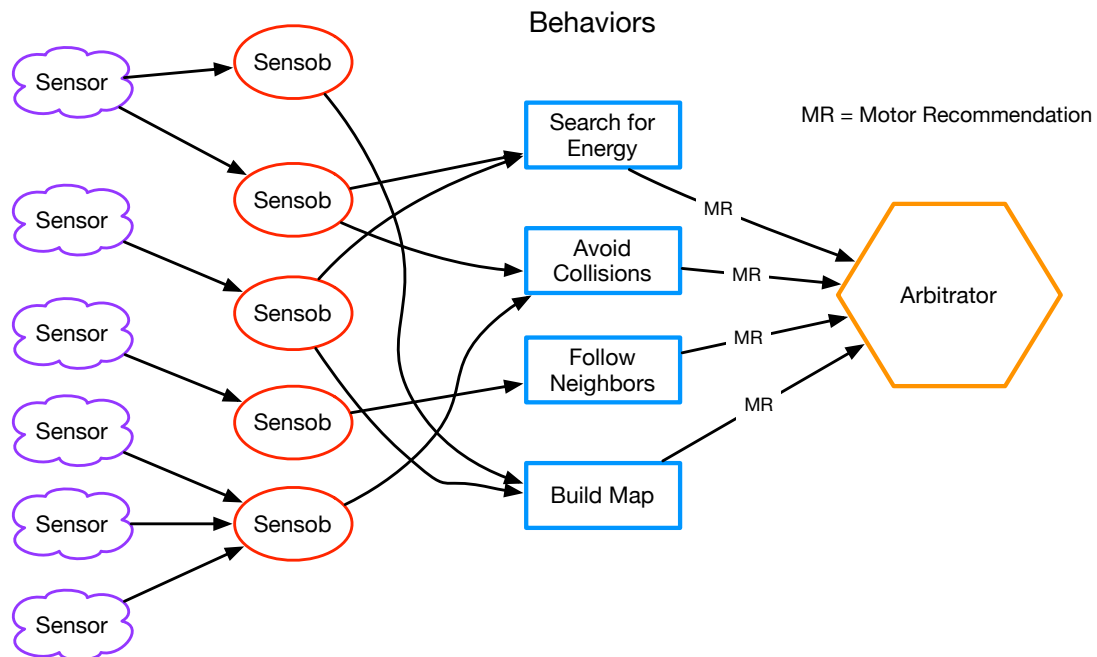 Behaviors
Sensor
Sensob
Search for
Energy
MR = Motor Recommendation
Sensor
Sensob
MR
Avoid
Collisions
MR
Arbitrator
Sensor
Sensob
Follow
Neighbors
MR
Sensor
Sensob
MR
Sensor
Sensob
Build Map
Sensor